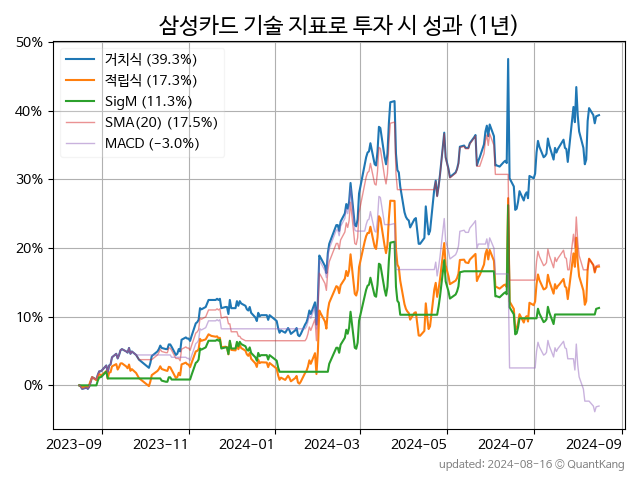 삼성카드 기술 지표로 투자 시 성과 (1년)
50%
40%
30%
20%
10%
0%
거치식 (39.3%)
적립식 (17.3%)
SigM (11.3%)
SMA(20) (17.5%)
MACD (−3.0%)
2023−09 2023−11 2024−01 2024−03 2024−05 2024−07 2024−09
updated: 2024-08-16 © QuantKang